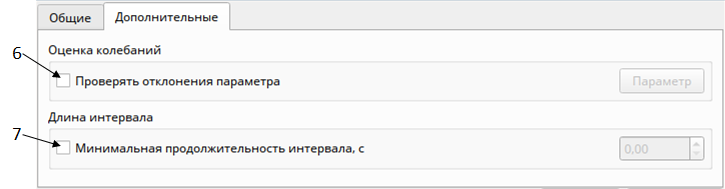 Общие Дополнительные
Оценка колебаний
6 Проверять отклонения параметра Параметр
Длина интервала
7 Минимальная продолжительность интервала, с 0,00